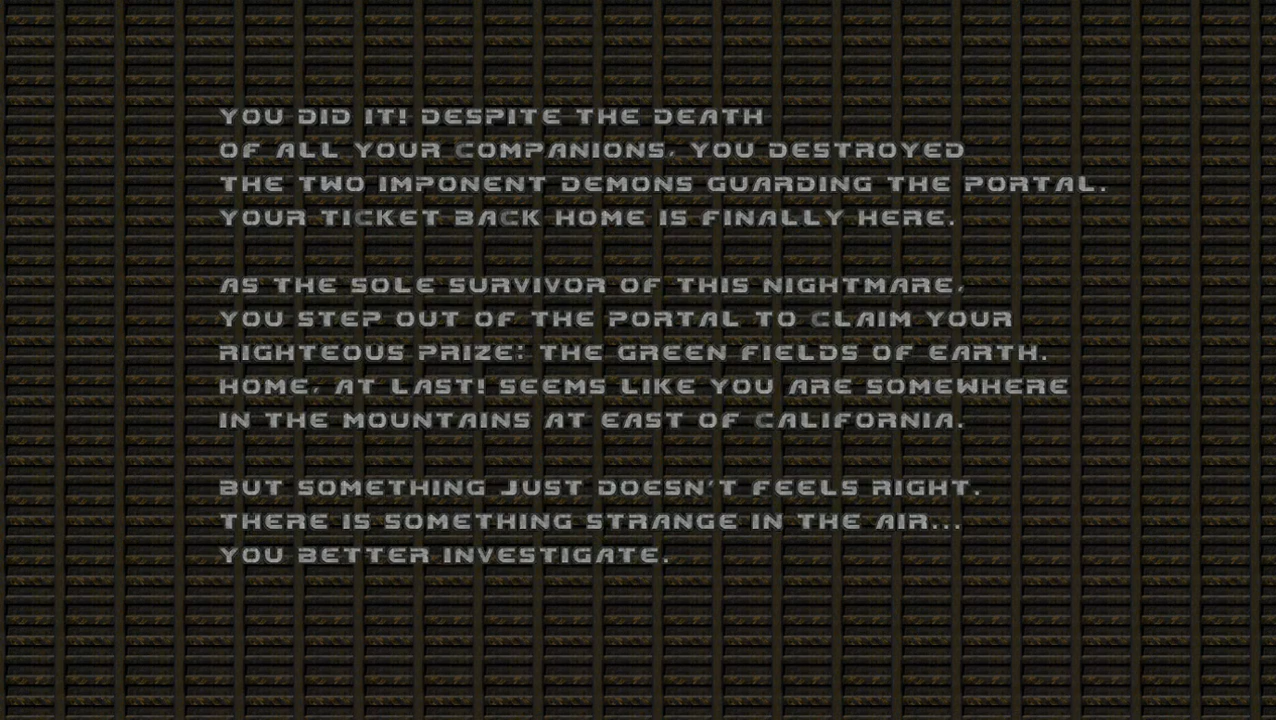 YOU DID IT! DESPITE THE DEATH
OF ALL YOUR COMPANIONS, YOU DESTROYED
THE TWO IMPONENT DEMONS GUARDING THE PORTAL.
YOUR TICKET BACK HOME IS FINALLY HERE.
AS THE SOLE SURVIVOR OF THIS NIGHTMARE,
YOU STEP OUT OF THE PORTAL TO CLAIM YOUR
RIGHTEOUS PRIZE: THE GREEN FIELDS OF EARTH.
HOME, AT LAST! SEEMS LIKE YOU ARE SOMEWHERE
IN THE MOUNTAINS AT EAST OF CALIFORNIA.
BUT SOMETHING JUST DOESN'T FEELS RIGHT.
THERE IS SOMETHING STRANGE IN THE AIR...
YOU BETTER INVESTIGATE.